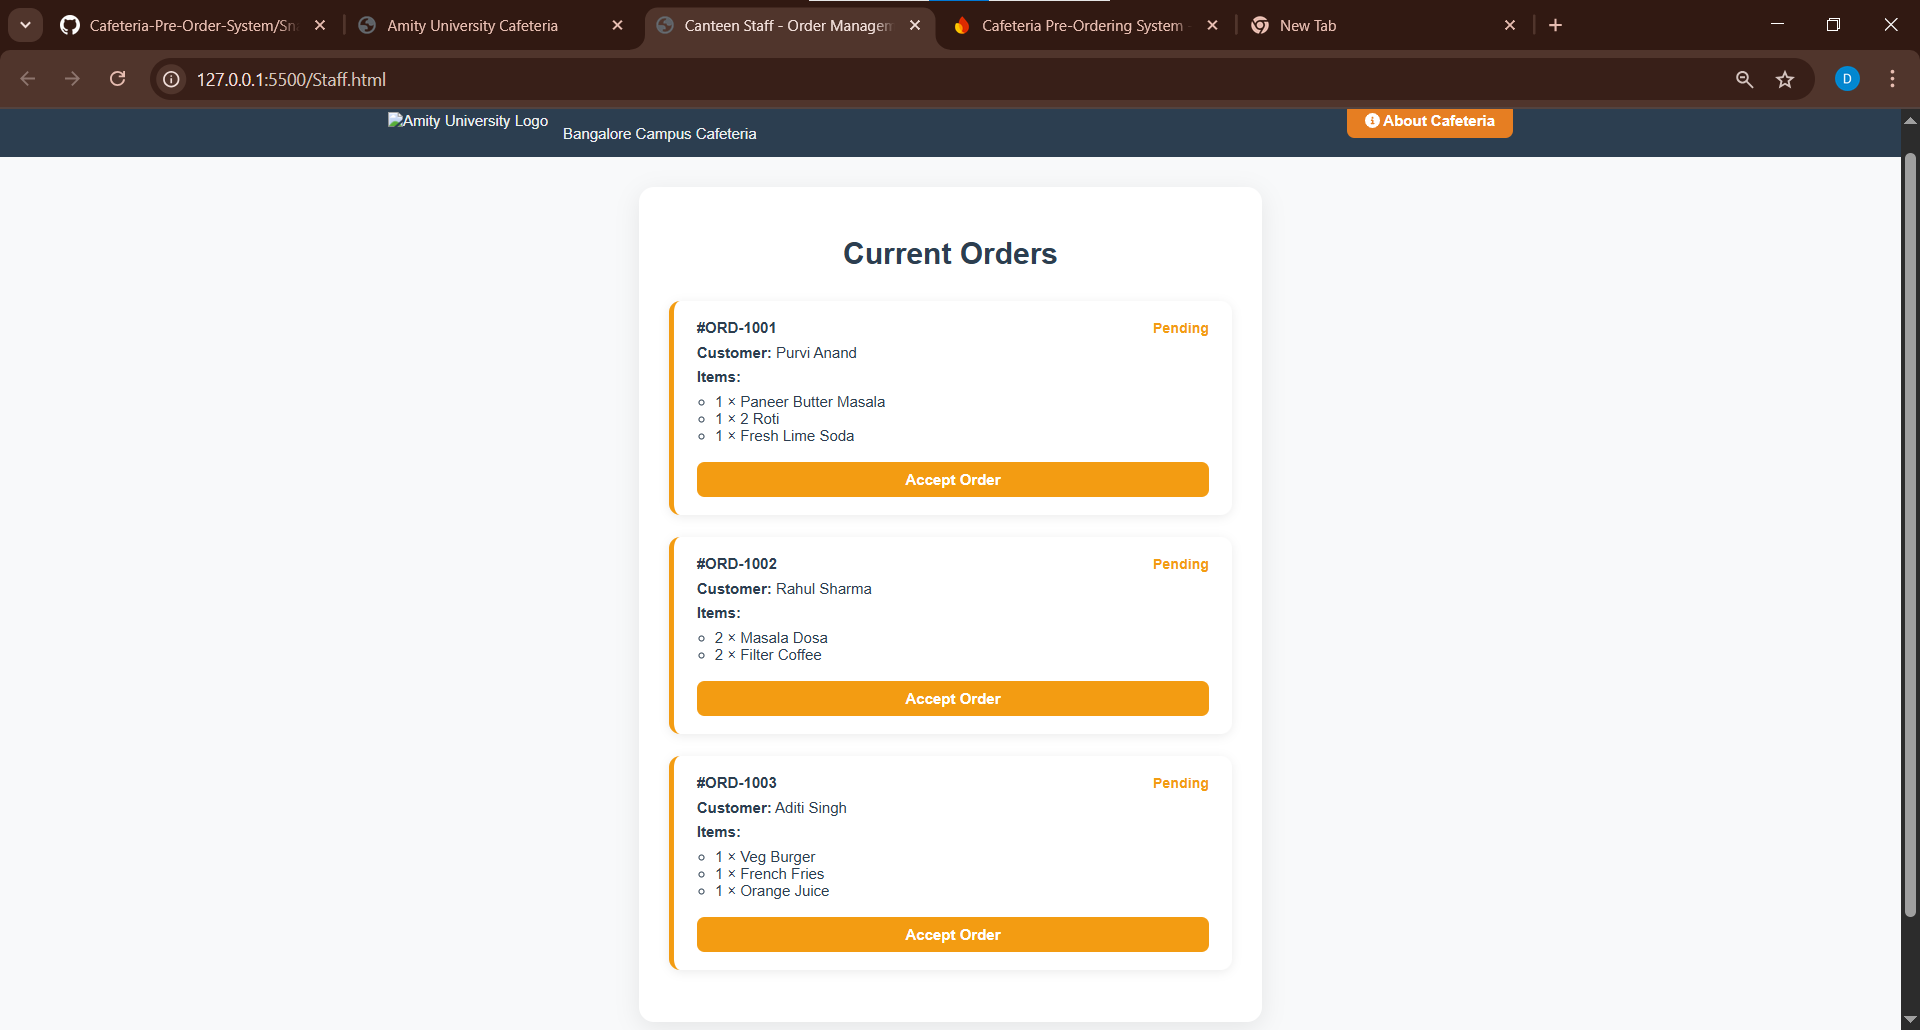 Cafeteria-Pre-Order-System/Sn
Amity University Cafeteria
Canteen Staff - Order Managem
Cafeteria Pre-Ordering System -
New Tab
127.0.0.1:5500/Staff.html
D
Amity University Logo
Bangalore Campus Cafeteria
About Cafeteria
Current Orders
#ORD-1001 Pending
Customer: Purvi Anand
Items:
1 × Paneer Butter Masala
1 × 2 Roti
1 × Fresh Lime Soda
Accept Order
#ORD-1002 Pending
Customer: Rahul Sharma
Items:
2 × Masala Dosa
2 × Filter Coffee
Accept Order
#ORD-1003 Pending
Customer: Aditi Singh
Items:
1 × Veg Burger
1 × French Fries
1 × Orange Juice
Accept Order